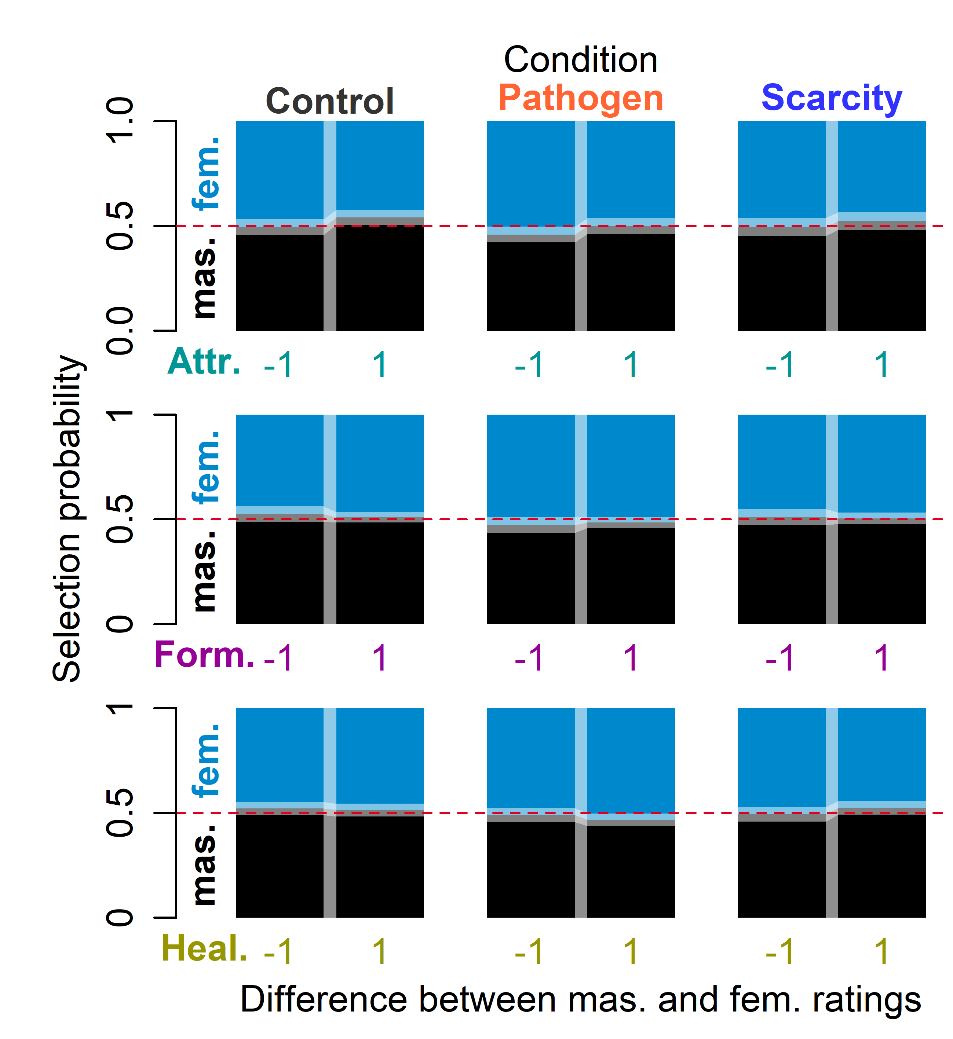 Condition
Control Pathogen Scarcity
Selection probability
0.0 0.5 1.0
mas. fem.
Attr. -1 1 -1 1 -1 1
0 0.5 1
mas. fem.
Form. -1 1 -1 1 -1 1
0 0.5 1
mas. fem.
Heal. -1 1 -1 1 -1 1
Difference between mas. and fem. ratings